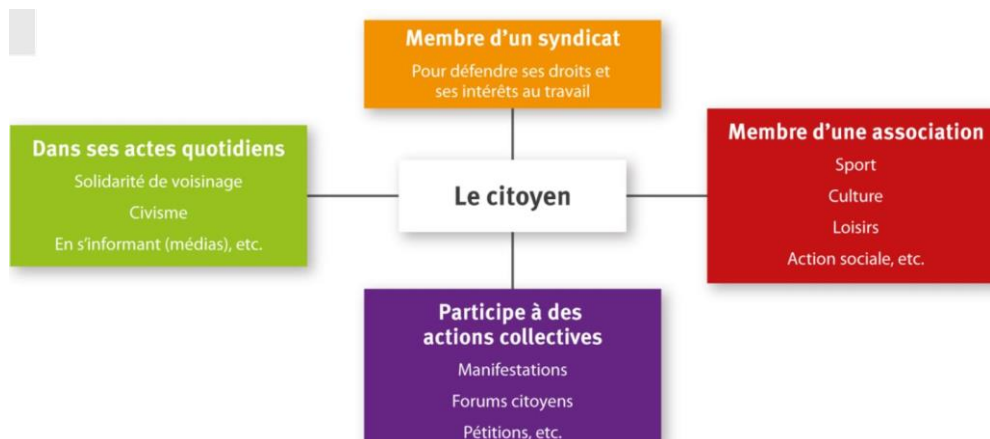 Membre d'un syndicat
Pour défendre ses droits et
ses intérêts au travail
Dans ses actes quotidiens
Solidarité de voisinage
Civisme
En s'informant (médias), etc.
Le citoyen
Membre d'une association
Sport
Culture
Loisirs
Action sociale, etc.
Participe à des
actions collectives
Manifestations
Forums citoyens
Pétitions, etc.